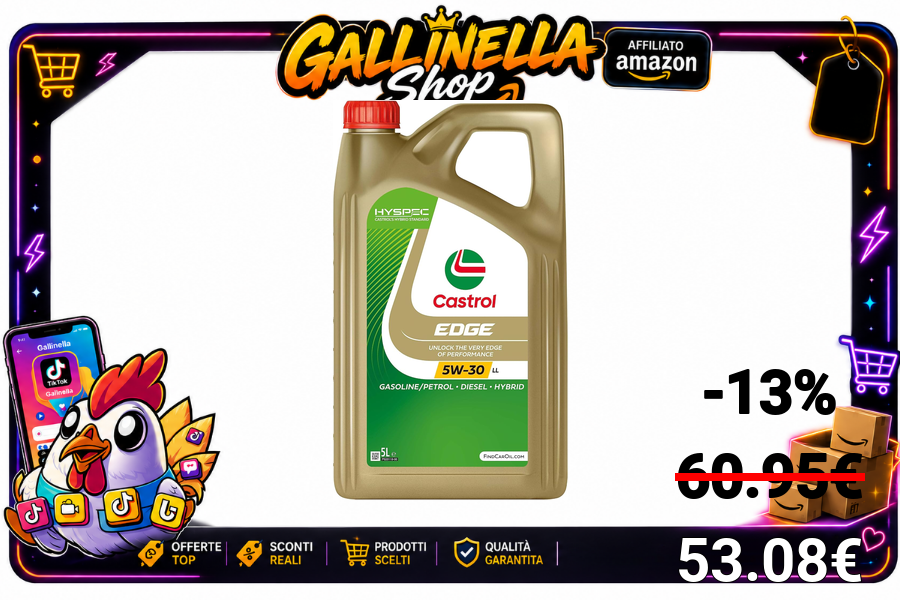 GALLINELLA
Shop
AFFILIATO
amazon
HYSPEC
Castrol
EDGE
UNLOCK THE VERY EDGE
OF PERFORMANCE
5W-30 LL
GASOLINE/PETROL • DIESEL • HYBRID
5L e
FINDCAROIL.COM
Gallinella
TikTok
Gallinella
-13%
60.95€
53.08€
OFFERTE
TOP
SCONTI
REALI
PRODOTTI
SCELTI
QUALITÀ
GARANTITA